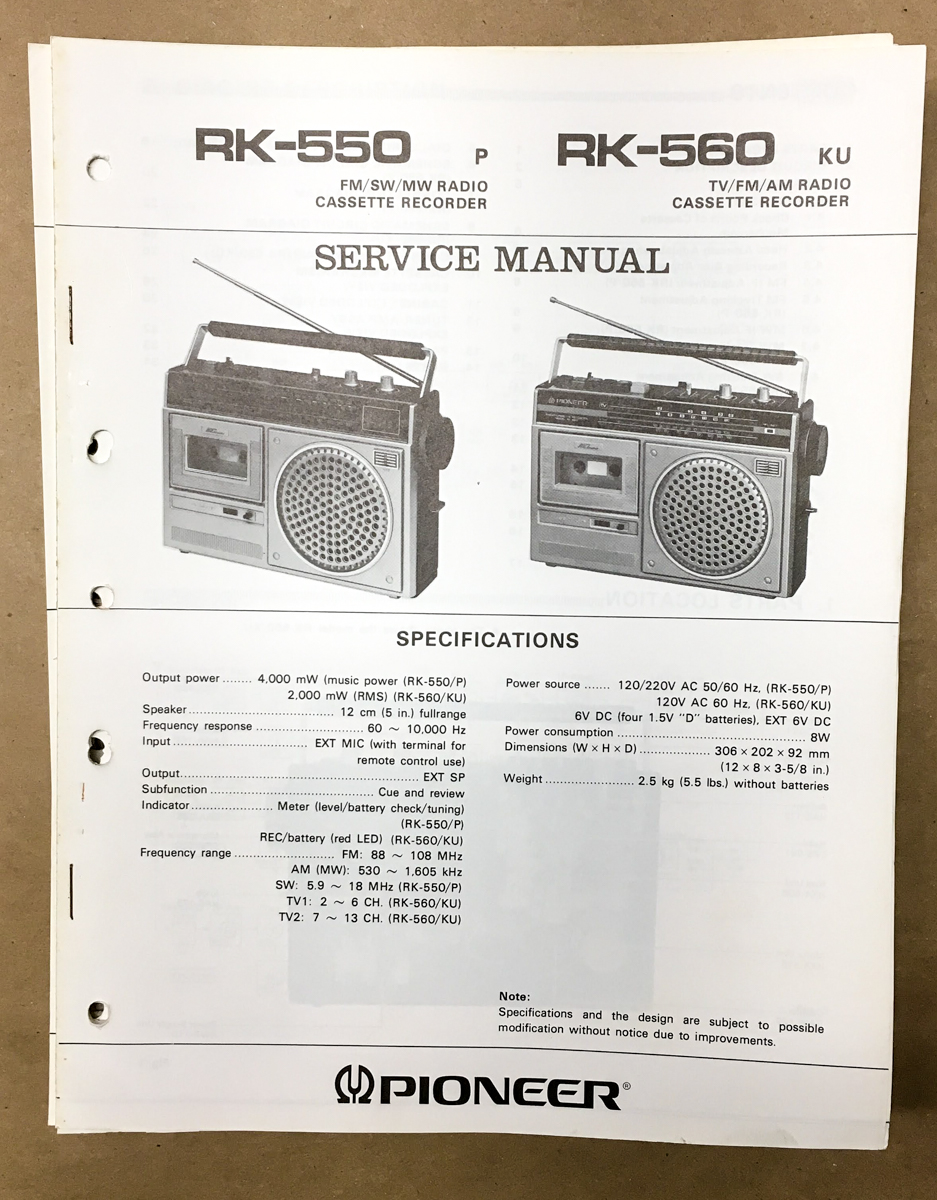 RK-550 P
FM/SW/MW RADIO
CASSETTE RECORDER
RK-560 KU
TV/FM/AM RADIO
CASSETTE RECORDER
SERVICE MANUAL
PIONEER
SPECIFICATIONS
Output power ........ 4,000 mW (music power (RK-550/P)
2,000 mW (RMS) (RK-560/KU)
Speaker ..................................... 12 cm (5 in.) fullrange
Frequency response ............................ 60 ~ 10,000 Hz
Input ................................... EXT MIC (with terminal for
remote control use)
Output .............................................................. EXT SP
Subfunction .......................................... Cue and review
Indicator ..................... Meter (level/battery check/tuning)
(RK-550/P)
REC/battery (red LED) (RK-560/KU)
Frequency range ........................... FM: 88 ~ 108 MHz
AM (MW): 530 ~ 1,605 kHz
SW: 5.9 ~ 18 MHz (RK-550/P)
TV1: 2 ~ 6 CH. (RK-560/KU)
TV2: 7 ~ 13 CH. (RK-560/KU)
Power source ....... 120/220V AC 50/60 Hz, (RK-550/P)
120V AC 60 Hz, (RK-560/KU)
6V DC (four 1.5V "D" batteries), EXT 6V DC
Power consumption .................................................. 8W
Dimensions (W × H × D) ................... 306 × 202 × 92 mm
(12 × 8 × 3-5/8 in.)
Weight ....................... 2.5 kg (5.5 lbs.) without batteries
Note:
Specifications and the design are subject to possible
modification without notice due to improvements.
PIONEER®